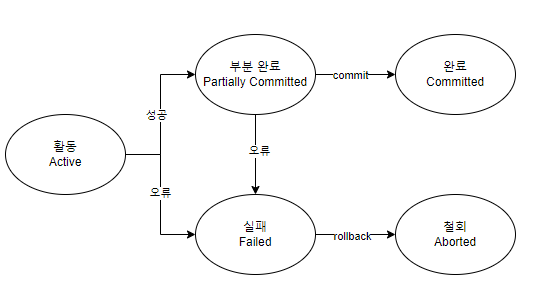 부분 완료
Partially Committed
commit
완료
Committed
성공
활동
Active
오류
오류
실패
Failed
rollback
철회
Aborted